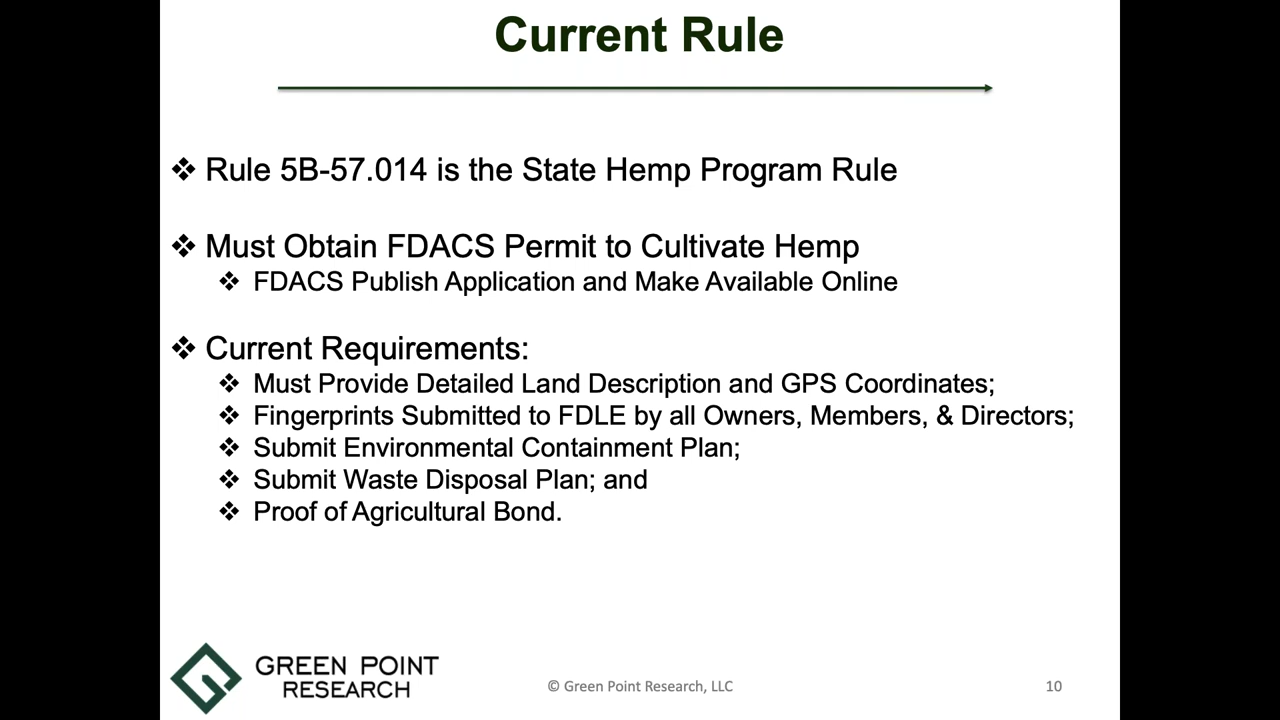 Current Rule
❖ Rule 5B-57.014 is the State Hemp Program Rule
❖ Must Obtain FDACS Permit to Cultivate Hemp
❖ FDACS Publish Application and Make Available Online
❖ Current Requirements:
❖ Must Provide Detailed Land Description and GPS Coordinates;
❖ Fingerprints Submitted to FDLE by all Owners, Members, & Directors;
❖ Submit Environmental Containment Plan;
❖ Submit Waste Disposal Plan; and
❖ Proof of Agricultural Bond.
GREEN POINT
RESEARCH
© Green Point Research, LLC
10